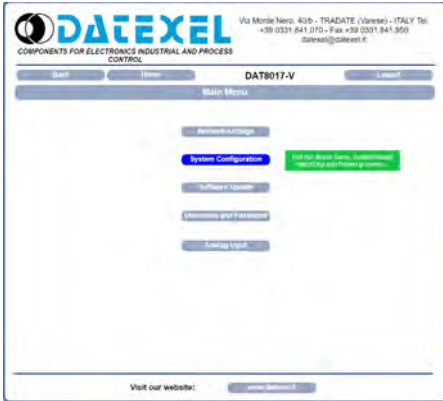 DATEXEL
COMPONENTS FOR ELECTRONICS INDUSTRIAL AND PROCESS
CONTROL
Via Monte Nero, 40/b - TRADATE (Varese) - ITALY Tel.
+39 0331.841.070 - Fax +39 0331.841.950
datexel@datexel.it
Back
Home
DAT8017-V
Logout
Main Menu
Network settings
System Configuration
Software Update
Username and Password
Analog Input
Visit our website:
www.datexel.it